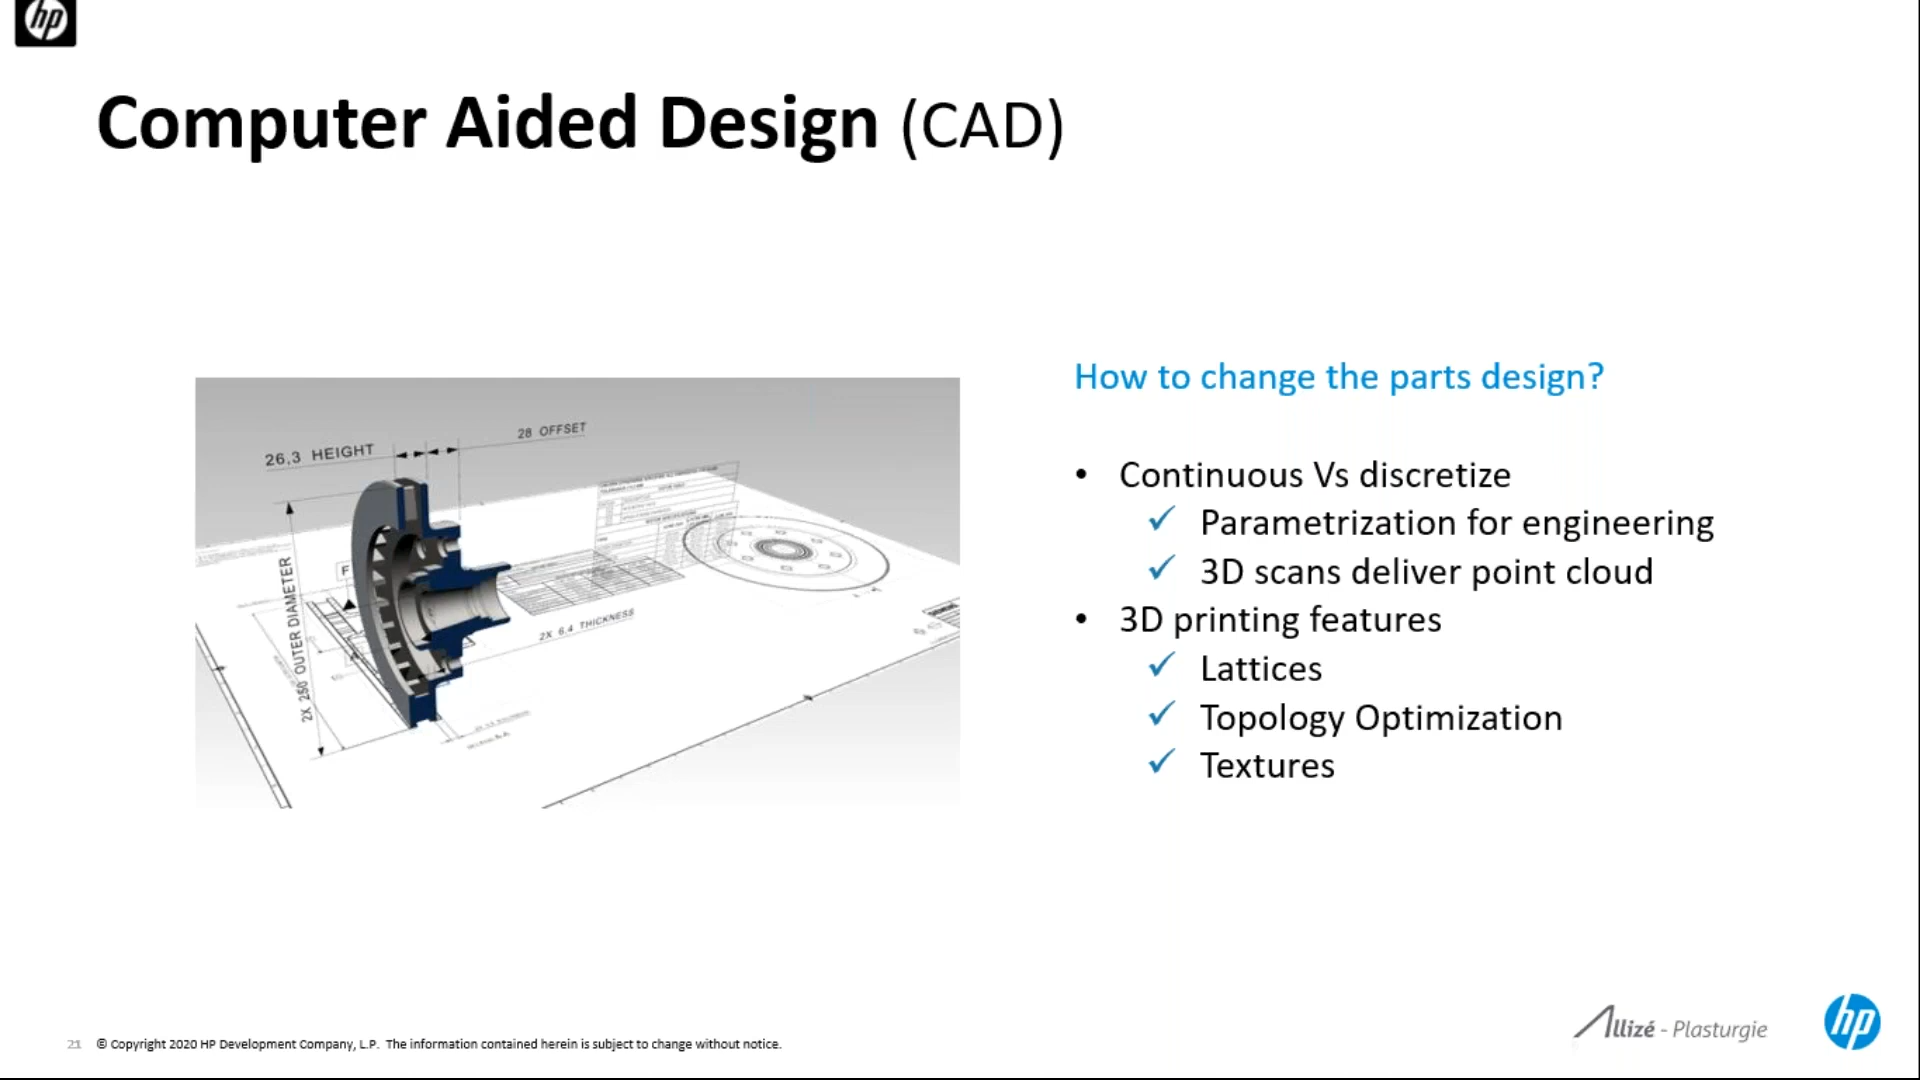 hp
Computer Aided Design (CAD)
26,3 HEIGHT
28 OFFSET
2X 250 OUTER DIAMETER
F
2X 6,4 THICKNESS
How to change the parts design?
• Continuous Vs discretize
✓ Parametrization for engineering
✓ 3D scans deliver point cloud
• 3D printing features
✓ Lattices
✓ Topology Optimization
✓ Textures
21 © Copyright 2020 HP Development Company, L.P. The information contained herein is subject to change without notice.
Allizé - Plasturgie
hp